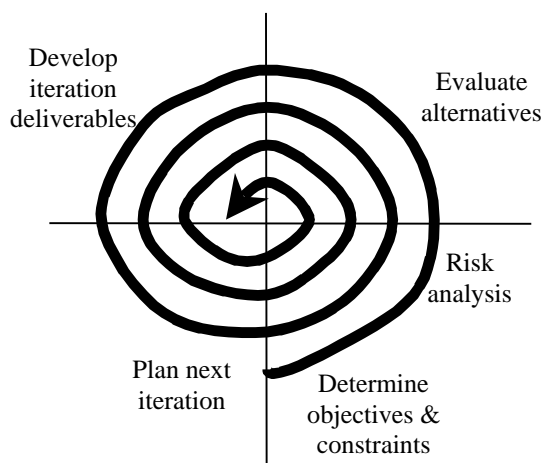 Develop
iteration
deliverables
Evaluate
alternatives
Risk
analysis
Plan next
iteration
Determine
objectives &
constraints